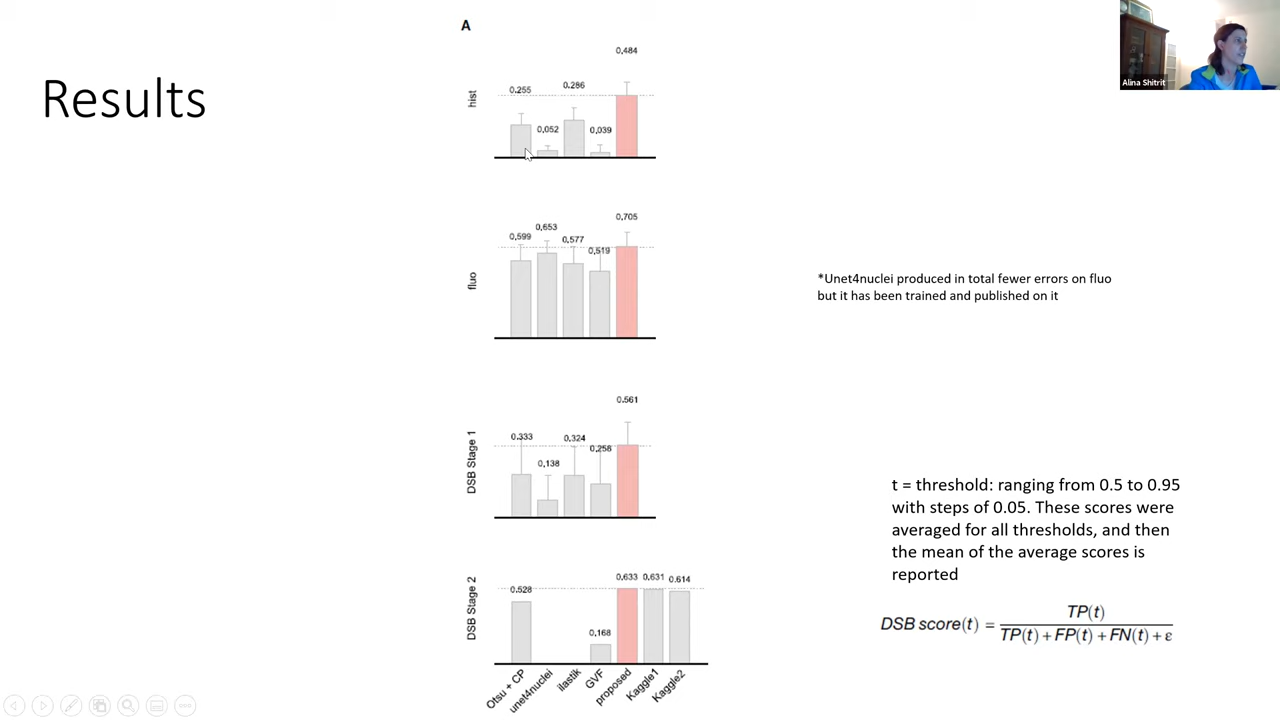 A
Alina Shitrit
Results
hist
0,255
0,052
0.286
0,039
0,484
fluo
0,599
0,653
0,577
0,519
0,705
*Unet4nuclei produced in total fewer errors on fluo
but it has been trained and published on it
DSB Stage 1
0.333
0,138
0,324
0,258
0.561
t = threshold: ranging from 0.5 to 0.95
with steps of 0.05. These scores were
averaged for all thresholds, and then
the mean of the average scores is
reported
DSB score(t) = TP(t) / TP(t) + FP(t) + FN(t) + ε
DSB Stage 2
0.528
0,168
0,633
0,631
0.614
Otsu + CP
unet4nuclei
ilastik
GVF
proposed
Kaggle1
Kaggle2